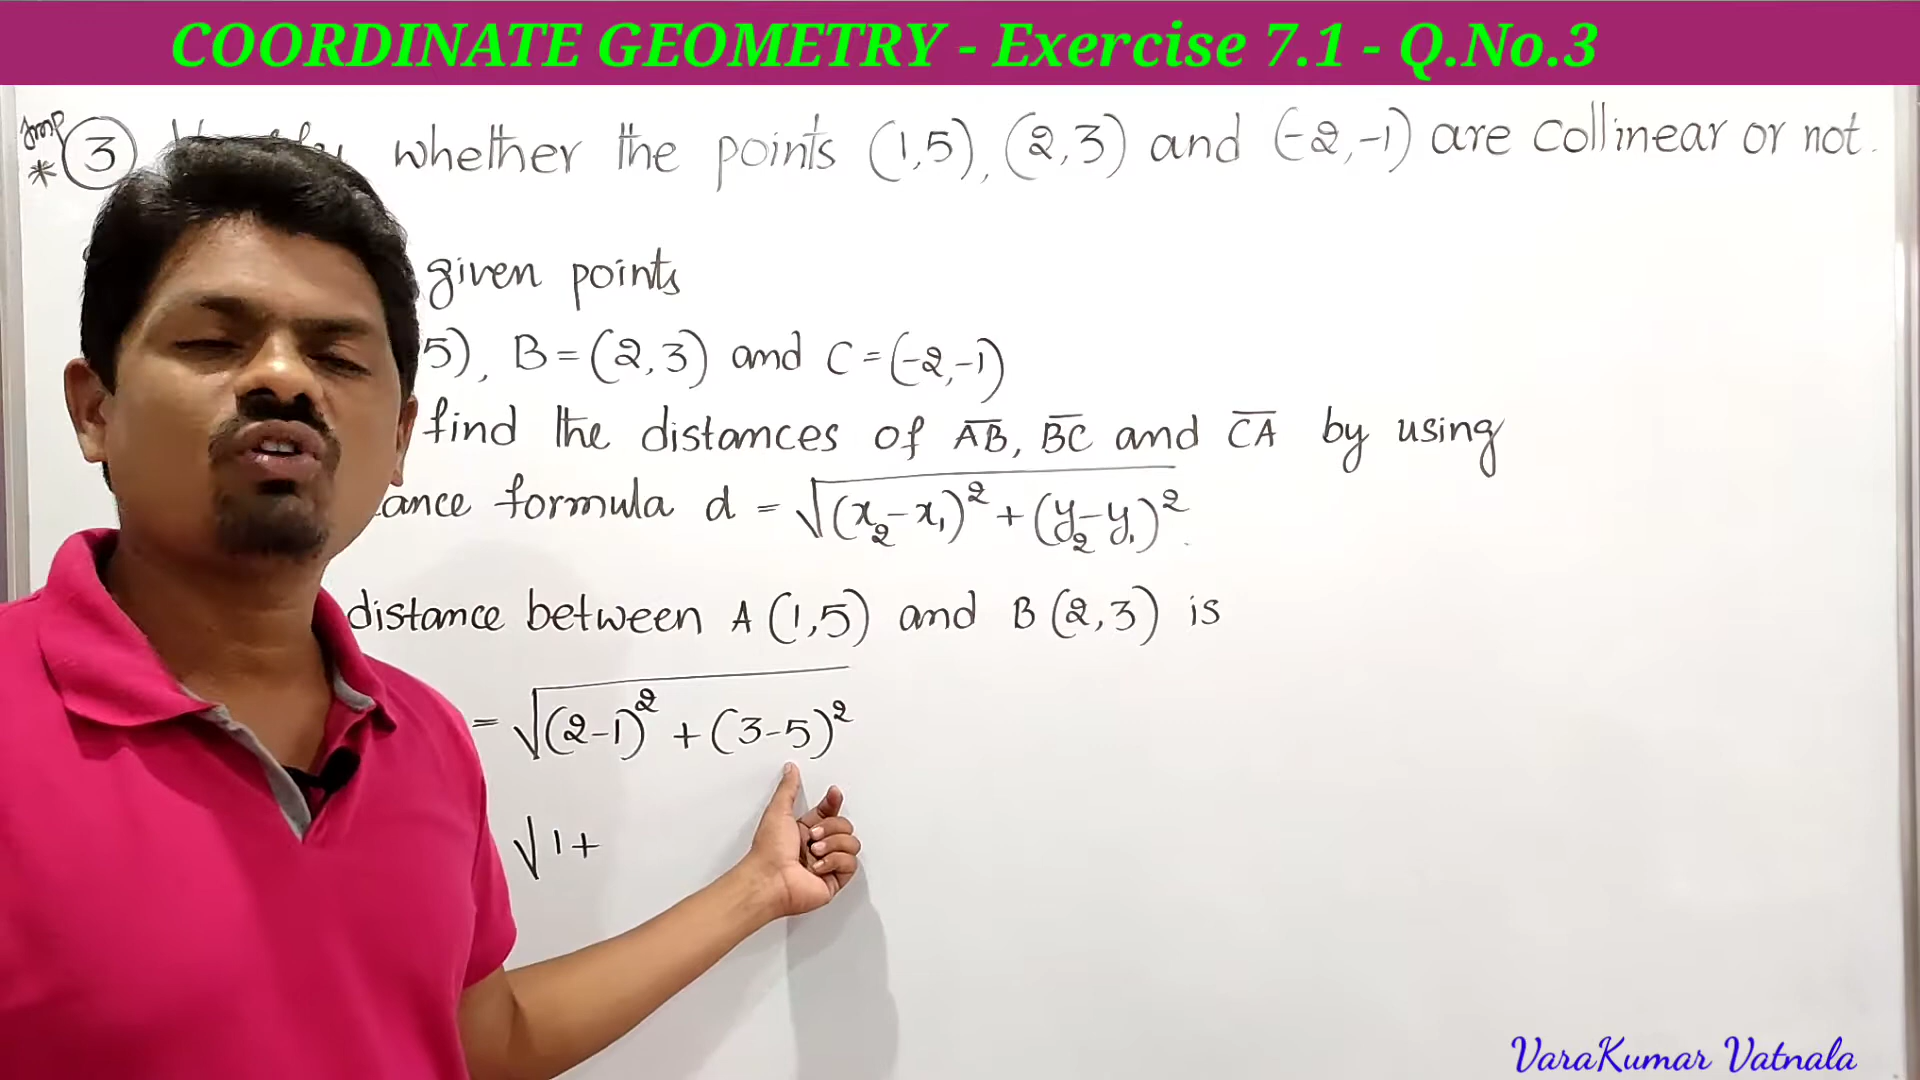 COORDINATE GEOMETRY - Exercise 7.1 - Q.No.3
Imp
* 3 whether the points (1,5), (2,3) and (-2,-1) are collinear or not.
given points
5), B = (2,3) and C = (-2,-1)
find the distances of A̅B̅, B̅C̅ and C̅A̅ by using
ance formula d = √(x₂-x₁)² + (y₂-y₁)²
distance between A (1,5) and B (2,3) is
= √(2-1)² + (3-5)²
√1+
VaraKumar Vatnala